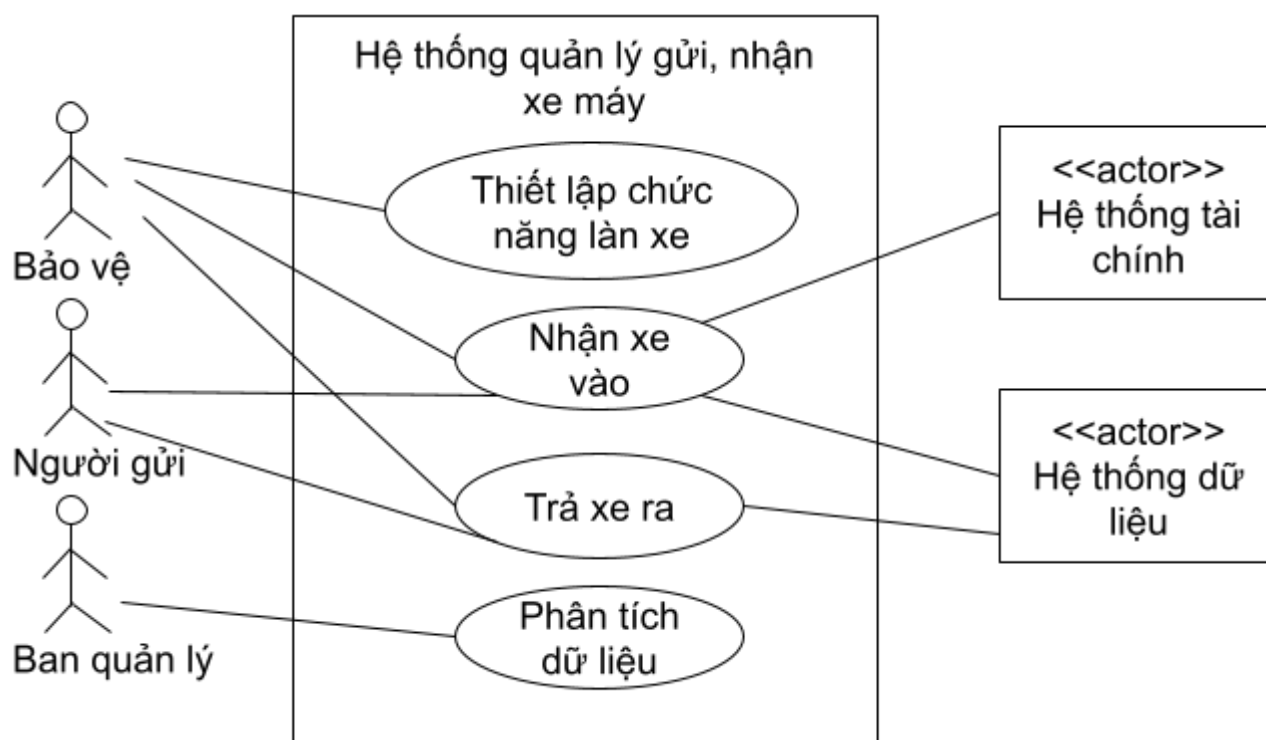 Hệ thống quản lý gửi, nhận
xe máy
Thiết lập chức
năng làn xe
Nhận xe
vào
Trả xe ra
Phân tích
dữ liệu
Bảo vệ
Người gửi
Ban quản lý
<<actor>>
Hệ thống tài
chính
<<actor>>
Hệ thống dữ
liệu